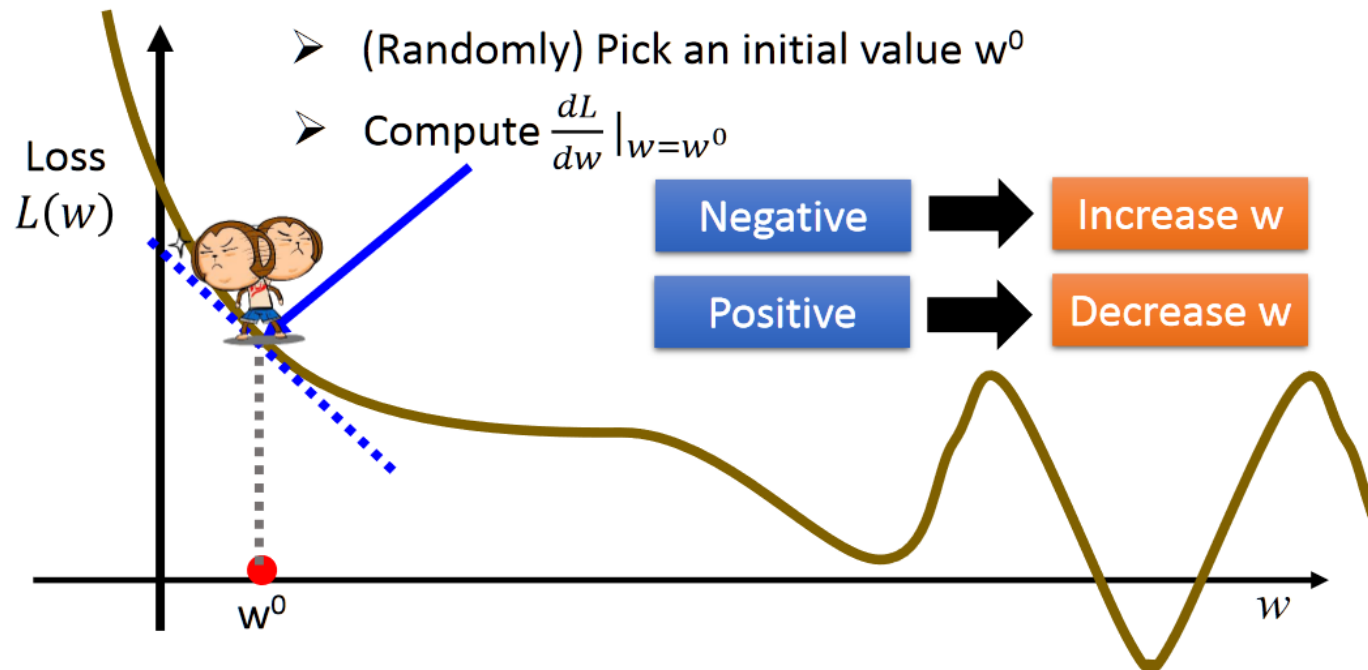 ➢ (Randomly) Pick an initial value w⁰
➢ Compute dL/dw |w=w⁰
Loss
L(w)
Negative
Increase w
Positive
Decrease w
w⁰
w